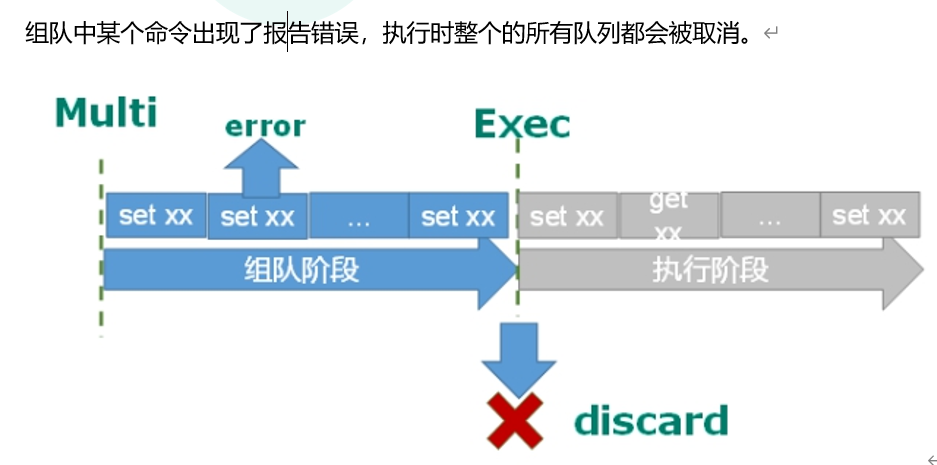 组队中某个命令出现了报告错误，执行时整个的所有队列都会被取消。
Multi
error
Exec
set xx
set xx
...
set xx
set xx
get
xx
...
set xx
组队阶段
执行阶段
discard